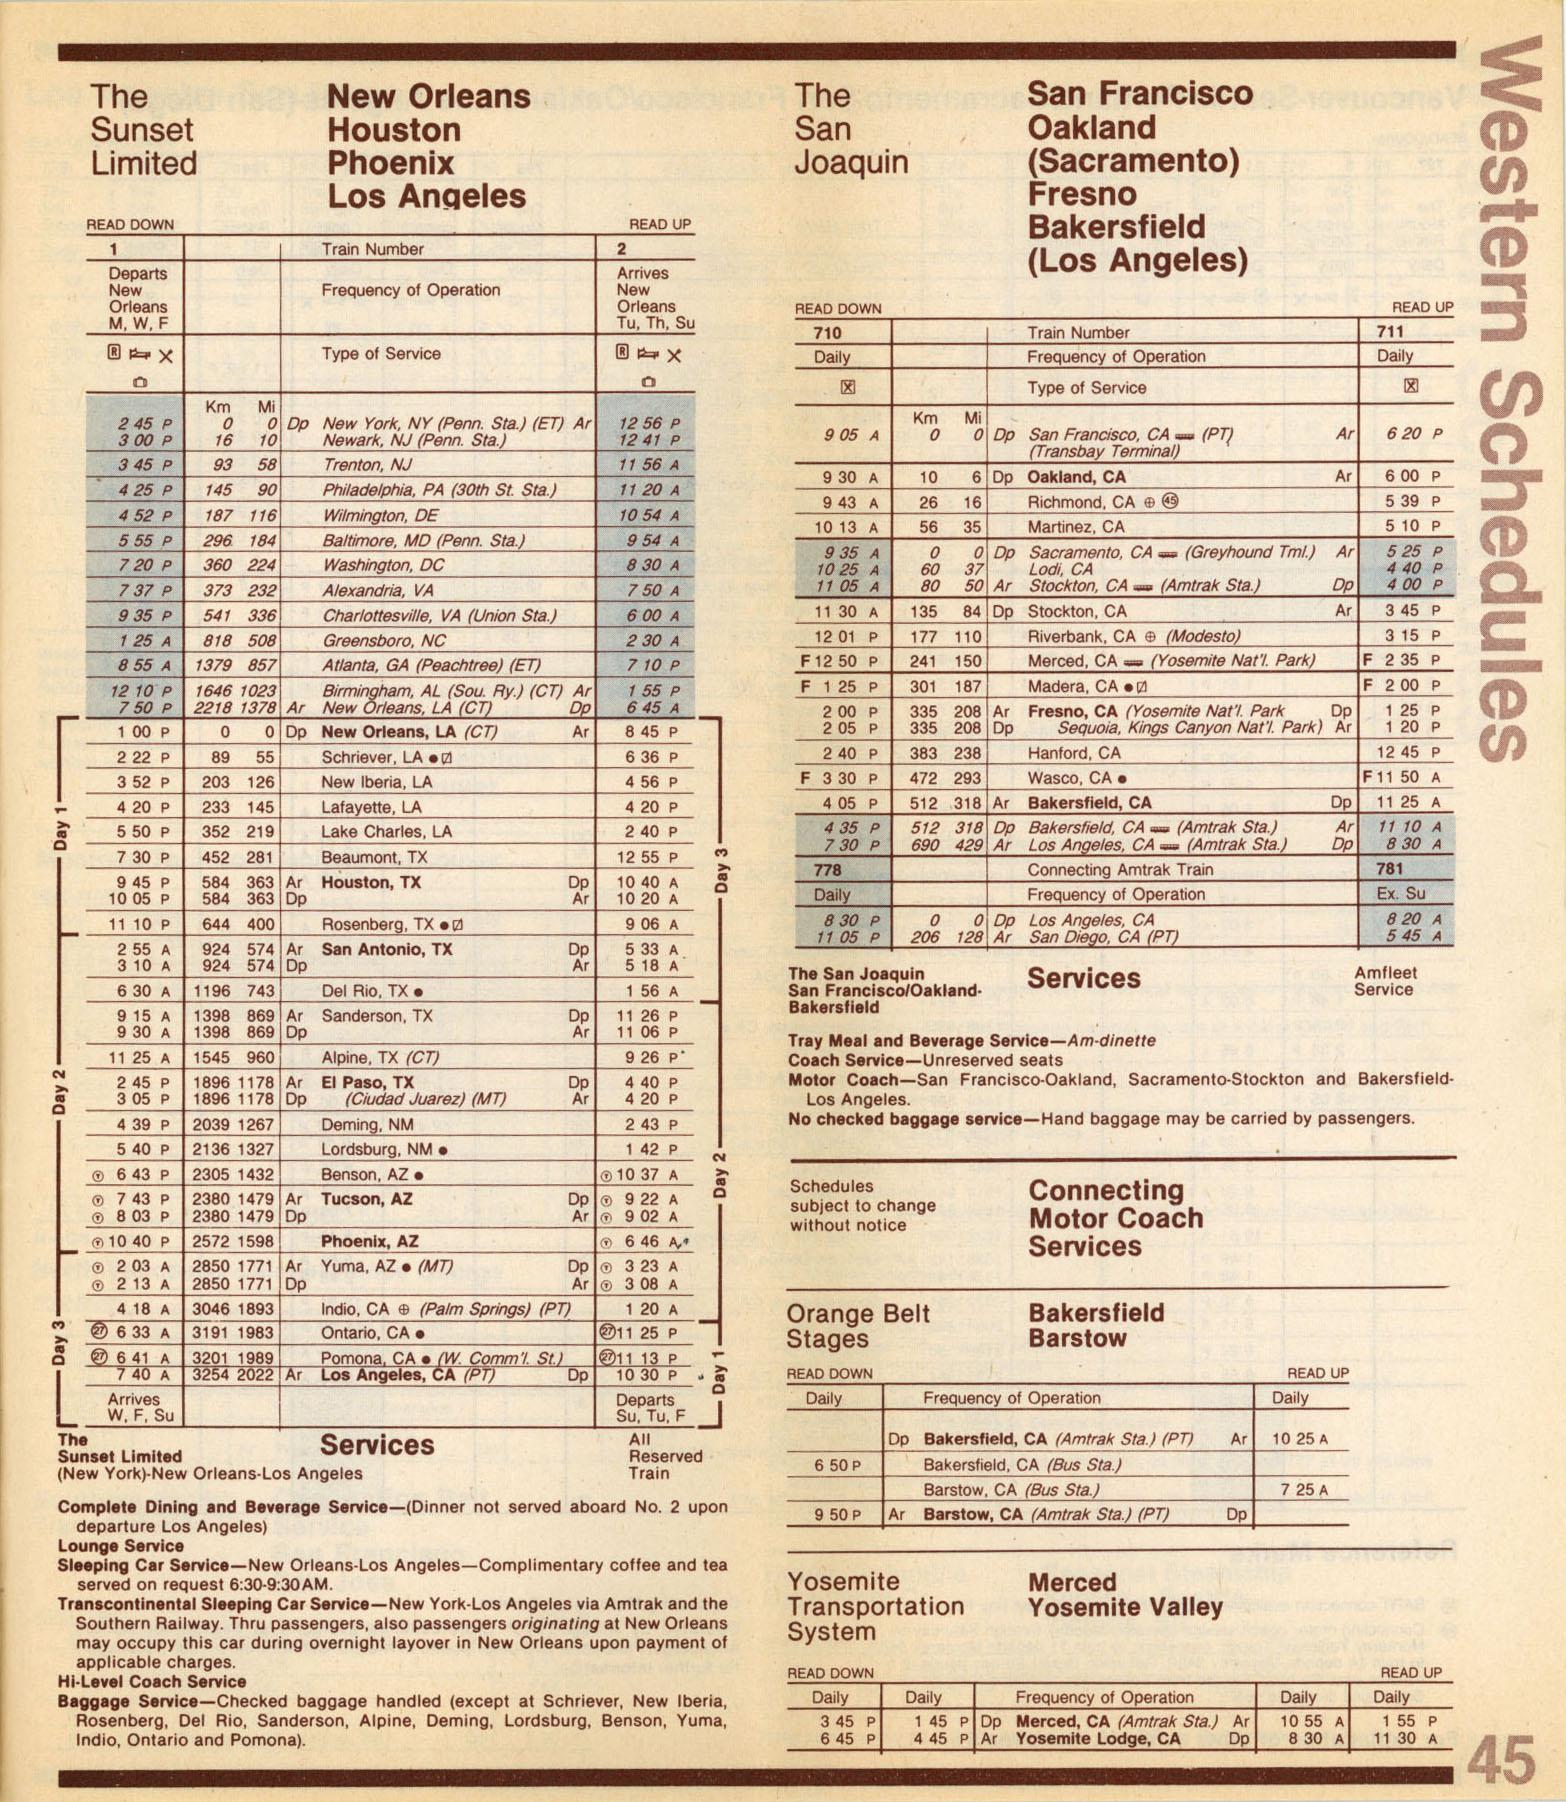 The
Sunset
Limited
New Orleans
Houston
Phoenix
Los Angeles
READ DOWN READ UP
1 Train Number 2
Departs New Orleans M, W, F Frequency of Operation Arrives New Orleans Tu, Th, Su
R Type of Service R
Km Mi
2 45 P 0 0 Dp New York, NY (Penn. Sta.) (ET) Ar 12 56 P
3 00 P 16 10 Newark, NJ (Penn. Sta.) 12 41 P
3 45 P 93 58 Trenton, NJ 11 56 A
4 25 P 145 90 Philadelphia, PA (30th St. Sta.) 11 20 A
4 52 P 187 116 Wilmington, DE 10 54 A
5 55 P 296 184 Baltimore, MD (Penn. Sta.) 9 54 A
7 20 P 360 224 Washington, DC 8 30 A
7 37 P 373 232 Alexandria, VA 7 50 A
9 35 P 541 336 Charlottesville, VA (Union Sta.) 6 00 A
1 25 A 818 508 Greensboro, NC 2 30 A
8 55 A 1379 857 Atlanta, GA (Peachtree) (ET) 7 10 P
12 10 P 1646 1023 Birmingham, AL (Sou. Ry.) (CT) Ar 1 55 P
7 50 P 2218 1378 Ar New Orleans, LA (CT) Dp 6 45 A
1 00 P 0 0 Dp New Orleans, LA (CT) Ar 8 45 P
2 22 P 89 55 Schriever, LA ● 6 36 P
3 52 P 203 126 New Iberia, LA 4 56 P
4 20 P 233 145 Lafayette, LA 4 20 P
5 50 P 352 219 Lake Charles, LA 2 40 P
7 30 P 452 281 Beaumont, TX 12 55 P
9 45 P 584 363 Ar Houston, TX Dp 10 40 A
10 05 P 584 363 Dp Ar 10 20 A
11 10 P 644 400 Rosenberg, TX ● 9 06 A
2 55 A 924 574 Ar San Antonio, TX Dp 5 33 A
3 10 A 924 574 Dp Ar 5 18 A
6 30 A 1196 743 Del Rio, TX ● 1 56 A
9 15 A 1398 869 Ar Sanderson, TX Dp 11 26 P
9 30 A 1398 869 Dp Ar 11 06 P
11 25 A 1545 960 Alpine, TX (CT) 9 26 P
2 45 P 1896 1178 Ar El Paso, TX Dp 4 40 P
3 05 P 1896 1178 Dp (Ciudad Juarez) (MT) Ar 4 20 P
4 39 P 2039 1267 Deming, NM 2 43 P
5 40 P 2136 1327 Lordsburg, NM ● 1 42 P
Ⓣ 6 43 P 2305 1432 Benson, AZ ● Ⓣ 10 37 A
Ⓣ 7 43 P 2380 1479 Ar Tucson, AZ Dp Ⓣ 9 22 A
Ⓣ 8 03 P 2380 1479 Dp Ar Ⓣ 9 02 A
Ⓣ 10 40 P 2572 1598 Phoenix, AZ Ⓣ 6 46 A
Ⓣ 2 03 A 2850 1771 Ar Yuma, AZ ● (MT) Dp Ⓣ 3 23 A
Ⓣ 2 13 A 2850 1771 Dp Ar Ⓣ 3 08 A
4 18 A 3046 1893 Indio, CA ⊕ (Palm Springs) (PT) 1 20 A
㉗ 6 33 A 3191 1983 Ontario, CA ● ㉗ 11 25 P
㉗ 6 41 A 3201 1989 Pomona, CA ● (W. Comm'l. St.) ㉗ 11 13 P
7 40 A 3254 2022 Ar Los Angeles, CA (PT) Dp 10 30 P
Arrives W, F, Su Departs Su, Tu, F
Day 1
Day 2
Day 3
Day 3
Day 2
Day 1
The
Sunset Limited
(New York)-New Orleans-Los Angeles
Services
All
Reserved
Train
Complete Dining and Beverage Service—(Dinner not served aboard No. 2 upon
departure Los Angeles)
Lounge Service
Sleeping Car Service—New Orleans-Los Angeles—Complimentary coffee and tea
served on request 6:30-9:30AM.
Transcontinental Sleeping Car Service—New York-Los Angeles via Amtrak and the
Southern Railway. Thru passengers, also passengers originating at New Orleans
may occupy this car during overnight layover in New Orleans upon payment of
applicable charges.
Hi-Level Coach Service
Baggage Service—Checked baggage handled (except at Schriever, New Iberia,
Rosenberg, Del Rio, Sanderson, Alpine, Deming, Lordsburg, Benson, Yuma,
Indio, Ontario and Pomona).
The
San
Joaquin
San Francisco
Oakland
(Sacramento)
Fresno
Bakersfield
(Los Angeles)
READ DOWN READ UP
710 Train Number 711
Daily Frequency of Operation Daily
Type of Service
Km Mi
9 05 A 0 0 Dp San Francisco, CA (PT) Ar 6 20 P
(Transbay Terminal)
9 30 A 10 6 Dp Oakland, CA Ar 6 00 P
9 43 A 26 16 Richmond, CA ⊕ ㊺ 5 39 P
10 13 A 56 35 Martinez, CA 5 10 P
9 35 A 0 0 Dp Sacramento, CA (Greyhound Tml.) Ar 5 25 P
10 25 A 60 37 Lodi, CA 4 40 P
11 05 A 80 50 Ar Stockton, CA (Amtrak Sta.) Dp 4 00 P
11 30 A 135 84 Dp Stockton, CA Ar 3 45 P
12 01 P 177 110 Riverbank, CA ⊕ (Modesto) 3 15 P
F 12 50 P 241 150 Merced, CA (Yosemite Nat'l. Park) F 2 35 P
F 1 25 P 301 187 Madera, CA ● F 2 00 P
2 00 P 335 208 Ar Fresno, CA (Yosemite Nat'l. Park Dp 1 25 P
2 05 P 335 208 Dp Sequoia, Kings Canyon Nat'l. Park) Ar 1 20 P
2 40 P 383 238 Hanford, CA 12 45 P
F 3 30 P 472 293 Wasco, CA ● F 11 50 A
4 05 P 512 318 Ar Bakersfield, CA Dp 11 25 A
4 35 P 512 318 Dp Bakersfield, CA (Amtrak Sta.) Ar 11 10 A
7 30 P 690 429 Ar Los Angeles, CA (Amtrak Sta.) Dp 8 30 A
778 Connecting Amtrak Train 781
Daily Frequency of Operation Ex. Su
8 30 P 0 0 Dp Los Angeles, CA 8 20 A
11 05 P 206 128 Ar San Diego, CA (PT) 5 45 A
The San Joaquin
San Francisco/Oakland-
Bakersfield
Services
Amfleet
Service
Tray Meal and Beverage Service—Am-dinette
Coach Service—Unreserved seats
Motor Coach—San Francisco-Oakland, Sacramento-Stockton and Bakersfield-
Los Angeles.
No checked baggage service—Hand baggage may be carried by passengers.
Schedules
subject to change
without notice
Connecting
Motor Coach
Services
Orange Belt
Stages
Bakersfield
Barstow
READ DOWN READ UP
Daily Frequency of Operation Daily
Dp Bakersfield, CA (Amtrak Sta.) (PT) Ar 10 25 A
6 50 P Bakersfield, CA (Bus Sta.)
Barstow, CA (Bus Sta.) 7 25 A
9 50 P Ar Barstow, CA (Amtrak Sta.) (PT) Dp
Yosemite
Transportation
System
Merced
Yosemite Valley
READ DOWN READ UP
Daily Daily Frequency of Operation Daily Daily
3 45 P 1 45 P Dp Merced, CA (Amtrak Sta.) Ar 10 55 A 1 55 P
6 45 P 4 45 P Ar Yosemite Lodge, CA Dp 8 30 A 11 30 A
Western Schedules
45